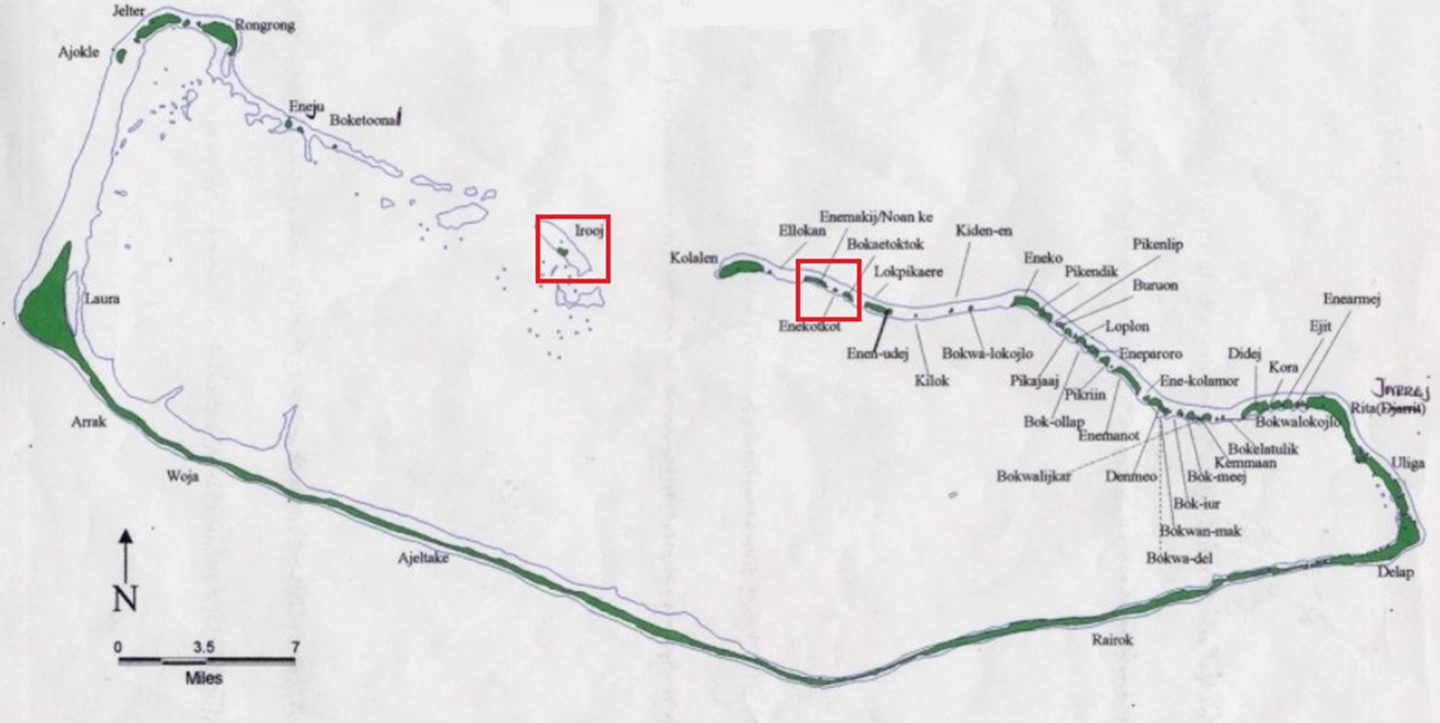 Jelter
Rongrong
Ajokle
Eneju
Boketoonal
Irooj
Kolalen
Ellokan
Enemakij/Noan ke
Bokaetoktok
Lokpikaere
Kiden-en
Eneko
Pikendik
Pikenlip
Buruon
Enearmej
Laura
Enekotkot
Enen-udej
Kilok
Bokwa-lokojlo
Loplon
Ejit
Eneparoro
Didej
Kora
Pikajaaj
Pikriin
Ene-kolamor
Jarrej
Rita(Djarrit)
Arrak
Bok-ollap
Enemanot
Bokwalokojlo
Bokelatulik
Kemmaan
Uliga
Woja
Bokwalijkar
Denmeo
Bok-meej
Bok-iur
Bokwan-mak
Bokwa-del
Ajeltake
Delap
N
Rairok
0 3.5 7
Miles